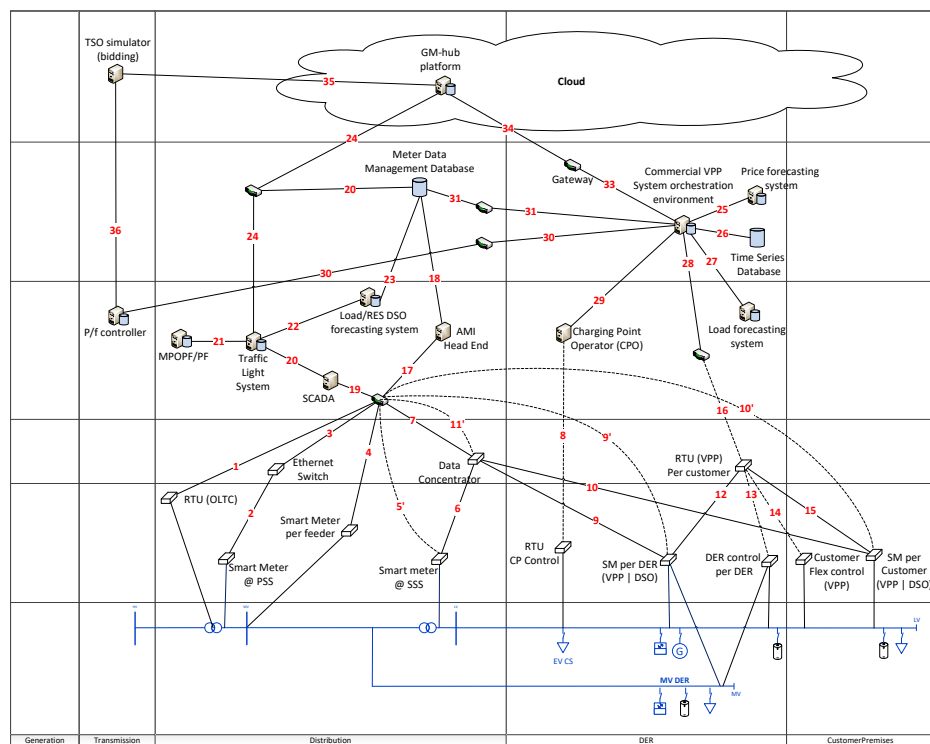 TSO simulator
(bidding)
GM-hub
platform
Cloud
35
24
34
Meter Data
Management Database
Gateway
Commercial VPP
System orchestration
environment
Price forecasting
system
20
31
31
33
25
26
36
24
30
30
23
18
28
27
Time Series
Database
29
P/f controller
22
Load/RES DSO
forecasting system
AMI
Head End
Charging Point
Operator (CPO)
Load forecasting
system
21
MPOPF/PF
Traffic
Light
System
20
SCADA
19
17
16
10'
1
3
4
7
11'
8
9'
Ethernet
Switch
Data
Concentrator
RTU (VPP)
Per customer
RTU (OLTC)
2
Smart Meter
per feeder
5'
6
10
9
12
13
14
15
Smart Meter
@ PSS
Smart meter
@ SSS
RTU
CP Control
SM per DER
(VPP | DSO)
DER control
per DER
Customer
Flex control
(VPP)
SM per
Customer
(VPP | DSO)
LV
EV CS
G
MV DER
MV
Generation
Transmission
Distribution
DER
CustomerPremises